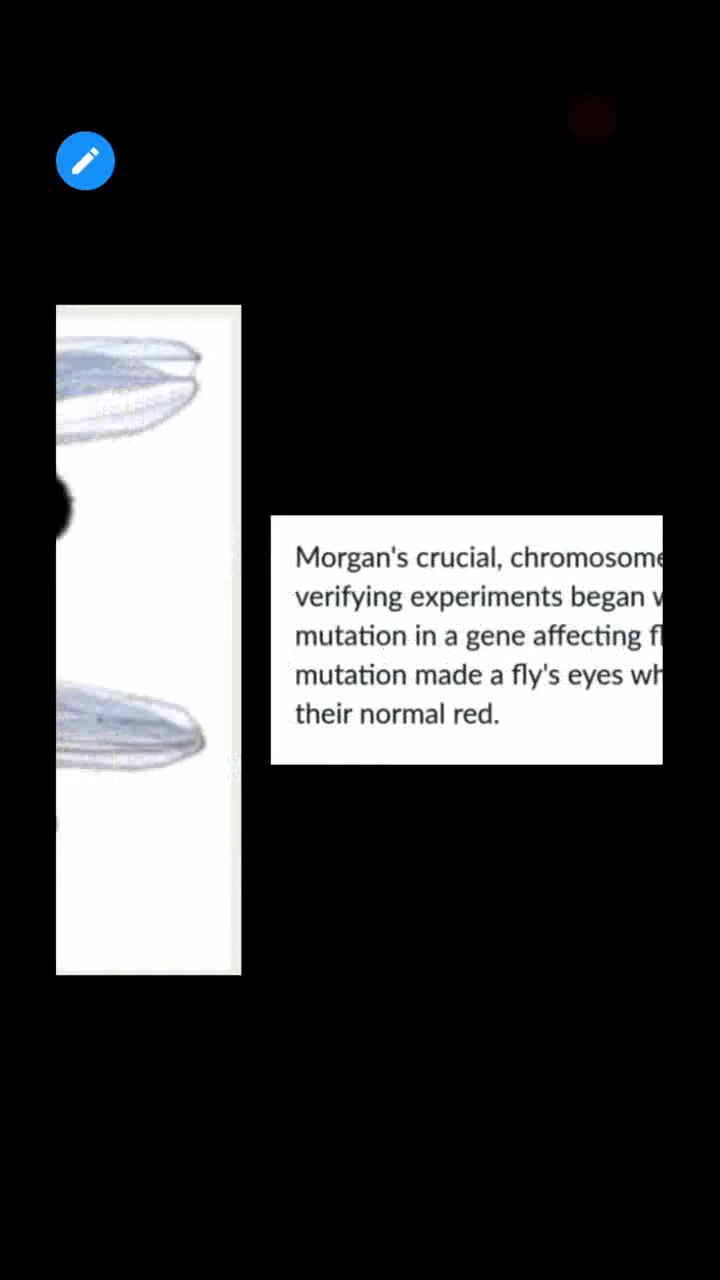 Morgan's crucial, chromosome
verifying experiments began
mutation in a gene affecting
mutation made a fly's eyes
their normal red.